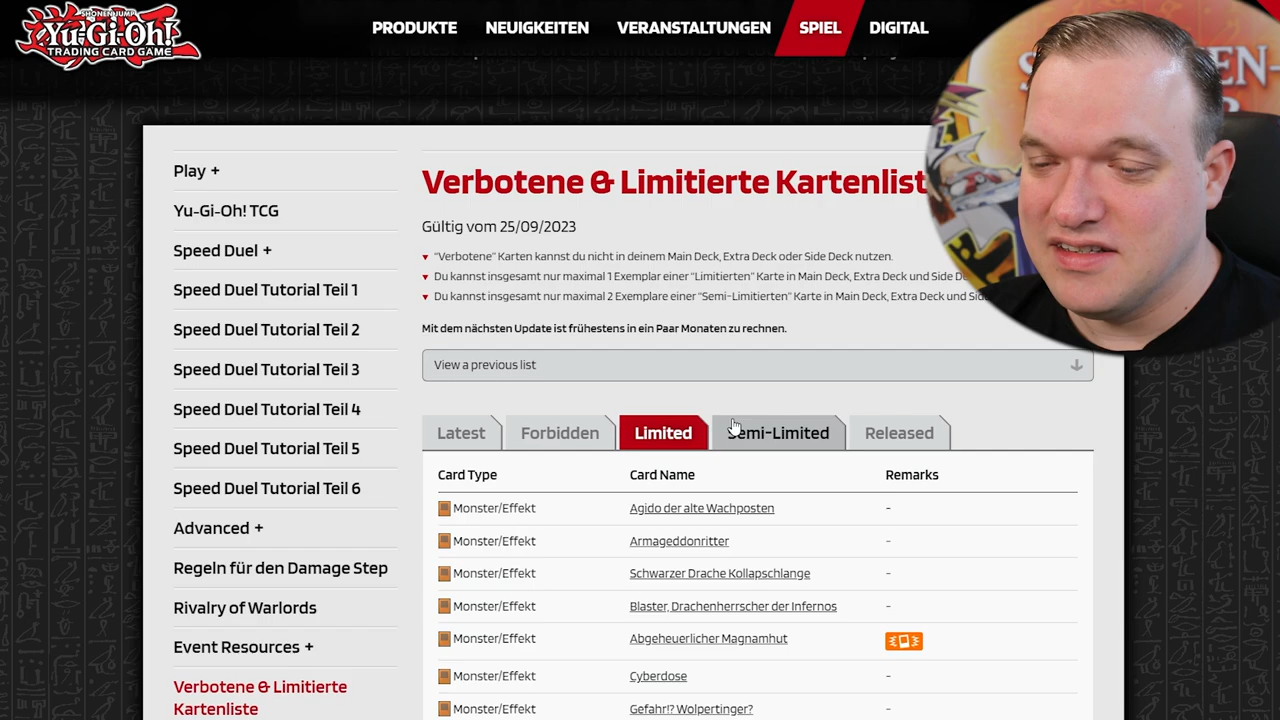 SHONEN JUMP
Yu-Gi-Oh!
TRADING CARD GAME
PRODUKTE
NEUIGKEITEN
VERANSTALTUNGEN
SPIEL
DIGITAL
Play +
Yu-Gi-Oh! TCG
Speed Duel +
Speed Duel Tutorial Teil 1
Speed Duel Tutorial Teil 2
Speed Duel Tutorial Teil 3
Speed Duel Tutorial Teil 4
Speed Duel Tutorial Teil 5
Speed Duel Tutorial Teil 6
Advanced +
Regeln für den Damage Step
Rivalry of Warlords
Event Resources +
Verbotene & Limitierte
Kartenliste
Verbotene & Limitierte Kartenlist
Gültig vom 25/09/2023
"Verbotene" Karten kannst du nicht in deinem Main Deck, Extra Deck oder Side Deck nutzen.
Du kannst insgesamt nur maximal 1 Exemplar einer "Limitierten" Karte in Main Deck, Extra Deck und Side De
Du kannst insgesamt nur maximal 2 Exemplare einer "Semi-Limitierten" Karte in Main Deck, Extra Deck und Side
Mit dem nächsten Update ist frühestens in ein Paar Monaten zu rechnen.
View a previous list
Latest
Forbidden
Limited
Semi-Limited
Released
Card Type Card Name Remarks
Monster/Effekt Agido der alte Wachposten -
Monster/Effekt Armageddonritter -
Monster/Effekt Schwarzer Drache Kollapschlange -
Monster/Effekt Blaster, Drachenherrscher der Infernos -
Monster/Effekt Abgeheuerlicher Magnamhut
Monster/Effekt Cyberdose -
Monster/Effekt Gefahr!? Wolpertinger? -